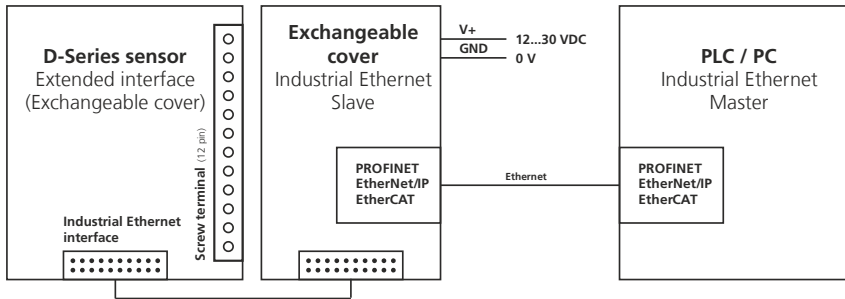 D-Series sensor
Extended interface
(Exchangeable cover)
Screw terminal (12 pin)
Industrial Ethernet
interface
Exchangeable
cover
Industrial Ethernet
Slave
V+
GND
12...30 VDC
0 V
PROFINET
EtherNet/IP
EtherCAT
Ethernet
PLC / PC
Industrial Ethernet
Master
PROFINET
EtherNet/IP
EtherCAT